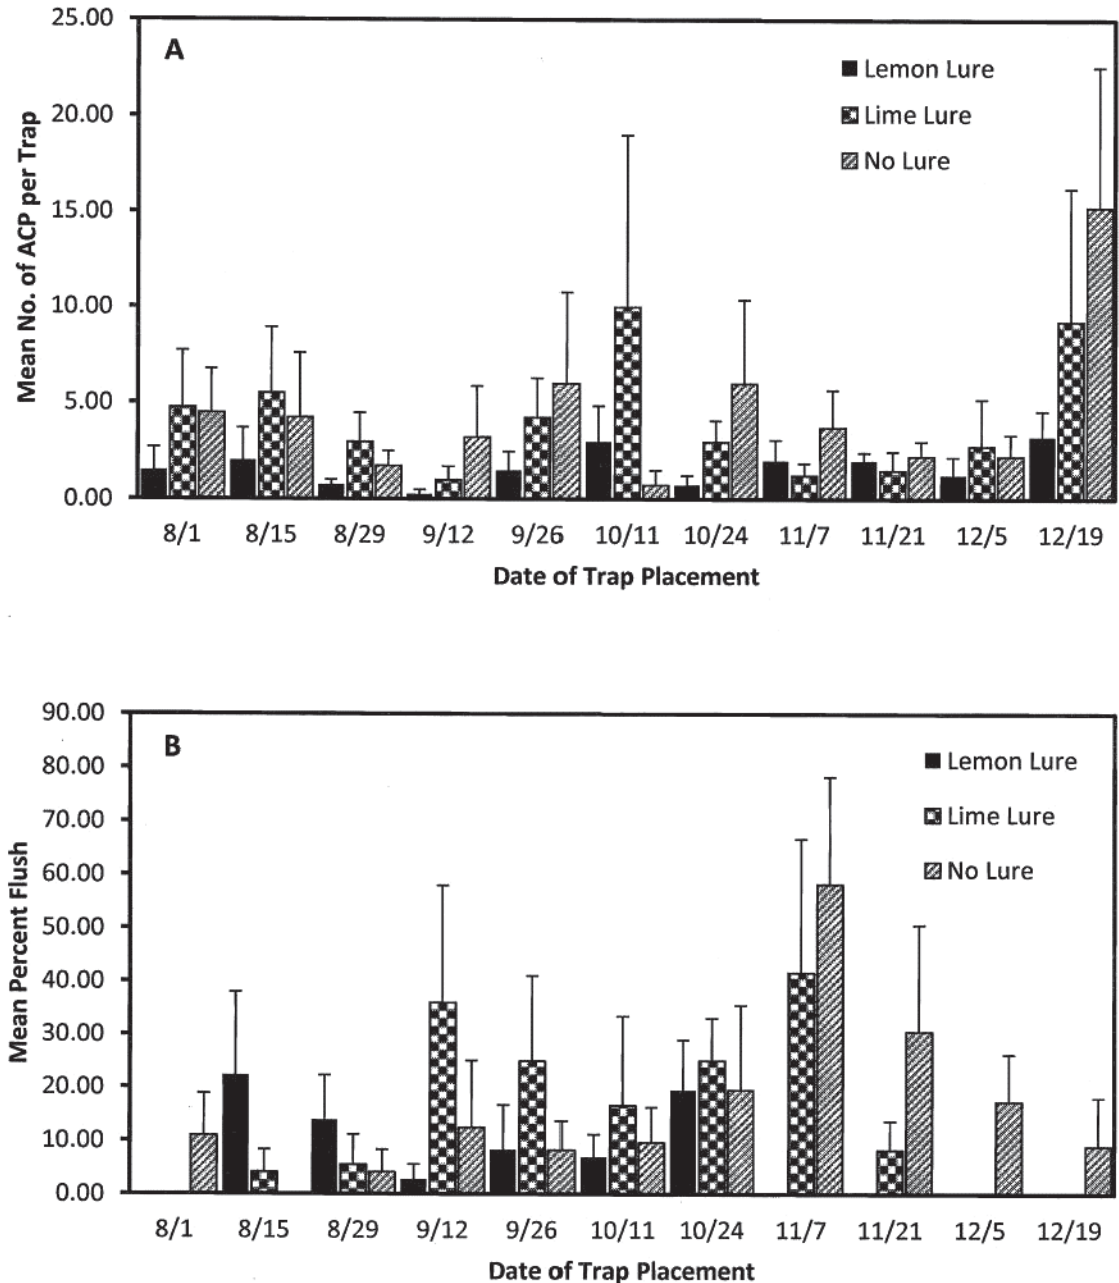 25.00
A
Lemon Lure
20.00
Lime Lure
No Lure
15.00
10.00
5.00
0.00
Mean No. of ACP per Trap
8/1 8/15 8/29 9/12 9/26 10/11 10/24 11/7 11/21 12/5 12/19
Date of Trap Placement
90.00
B
Lemon Lure
80.00
Lime Lure
70.00
No Lure
60.00
50.00
40.00
30.00
20.00
10.00
0.00
Mean Percent Flush
8/1 8/15 8/29 9/12 9/26 10/11 10/24 11/7 11/21 12/5 12/19
Date of Trap Placement